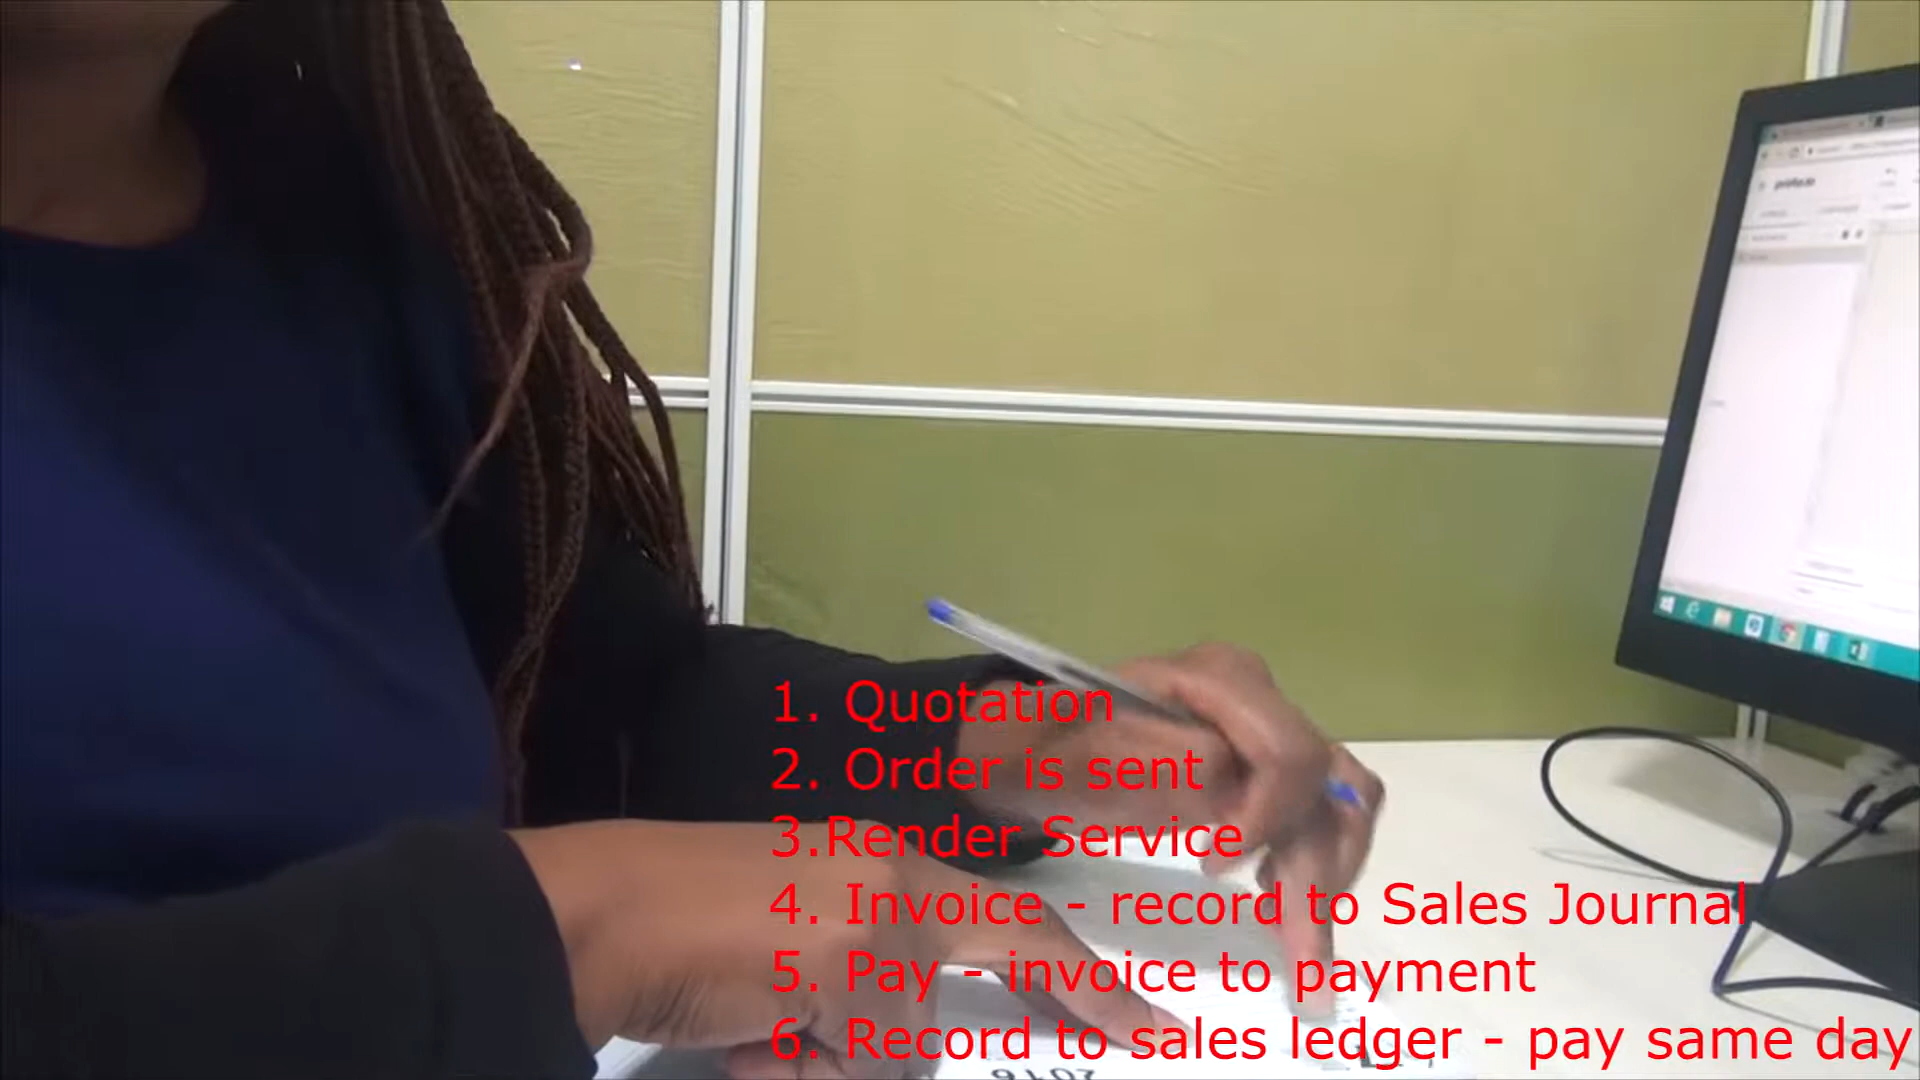 1. Quotation
2. Order is sent
3.Render Service
4. Invoice - record to Sales Journal
5. Pay - invoice to payment
6. Record to sales ledger - pay same day
2016